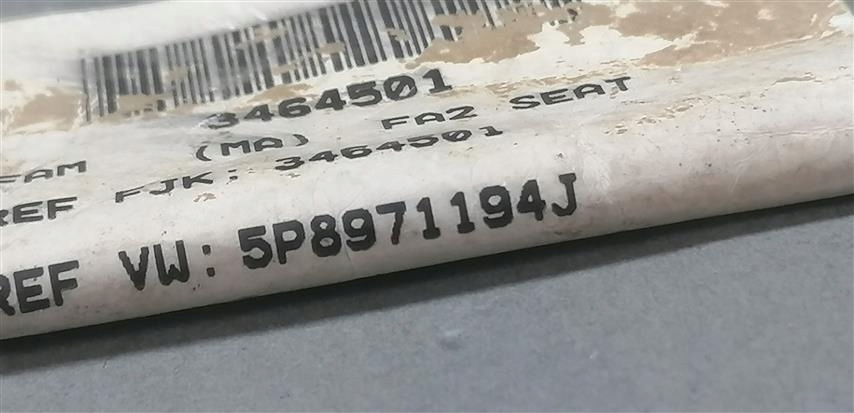 3464501
FAM (MA) FA2 SEAT
REF FJK: 3464501
REF VW: 5P8971194J